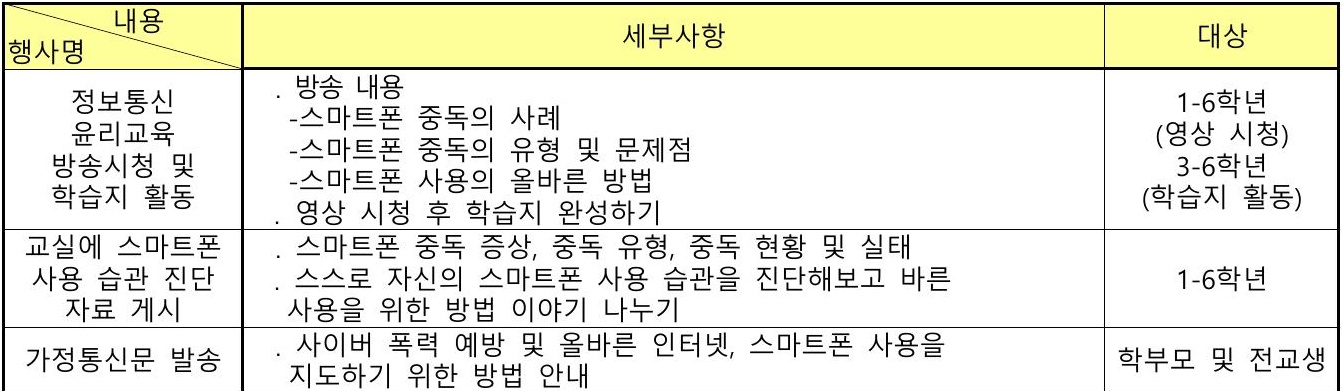 내용
행사명
세부사항
대상
정보통신
윤리교육
방송시청 및
학습지 활동
. 방송 내용
-스마트폰 중독의 사례
-스마트폰 중독의 유형 및 문제점
-스마트폰 사용의 올바른 방법
. 영상 시청 후 학습지 완성하기
1-6학년
(영상 시청)
3-6학년
(학습지 활동)
교실에 스마트폰
사용 습관 진단
자료 게시
. 스마트폰 중독 증상, 중독 유형, 중독 현황 및 실태
. 스스로 자신의 스마트폰 사용 습관을 진단해보고 바른
사용을 위한 방법 이야기 나누기
1-6학년
가정통신문 발송
. 사이버 폭력 예방 및 올바른 인터넷, 스마트폰 사용을
지도하기 위한 방법 안내
학부모 및 전교생